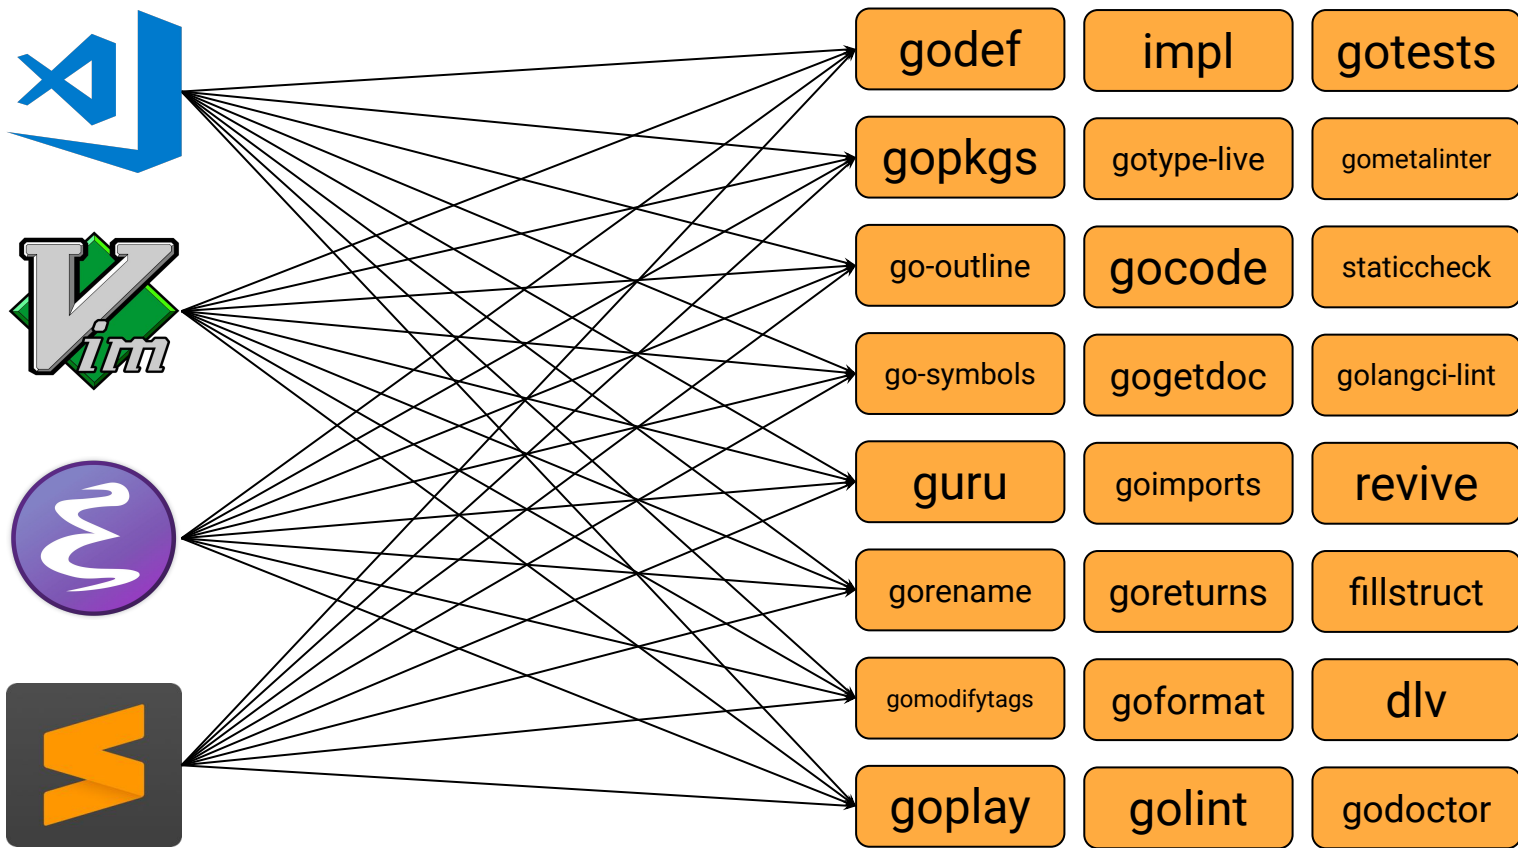 godef impl gotests
gopkgs gotype-live gometalinter
go-outline gocode staticcheck
Vim
go-symbols gogetdoc golangci-lint
guru goimports revive
gorename goreturns fillstruct
gomodifytags goformat dlv
goplay golint godoctor